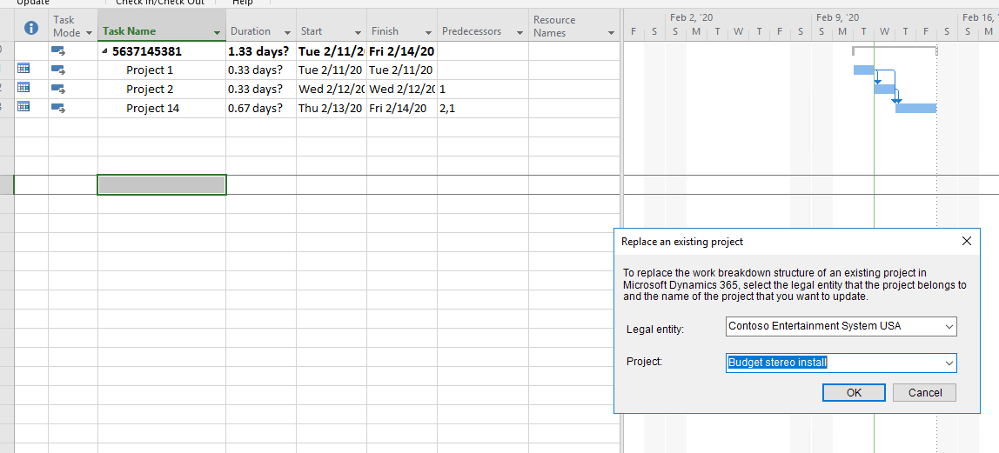 Update Check In/Check Out Help
Task Mode Task Name Duration Start Finish Predecessors Resource Names
Feb 2, '20 Feb 9, '20 Feb 16,
F S S M T W T F S S M T W T F S S M
5637145381 1.33 days? Tue 2/11/20 Fri 2/14/20
Project 1 0.33 days? Tue 2/11/20 Tue 2/11/20
Project 2 0.33 days? Wed 2/12/20 Wed 2/12/20 1
Project 14 0.67 days? Thu 2/13/20 Fri 2/14/20 2,1
Replace an existing project
To replace the work breakdown structure of an existing project in
Microsoft Dynamics 365, select the legal entity that the project belongs to
and the name of the project that you want to update.
Legal entity: Contoso Entertainment System USA
Project: Budget stereo install
OK Cancel